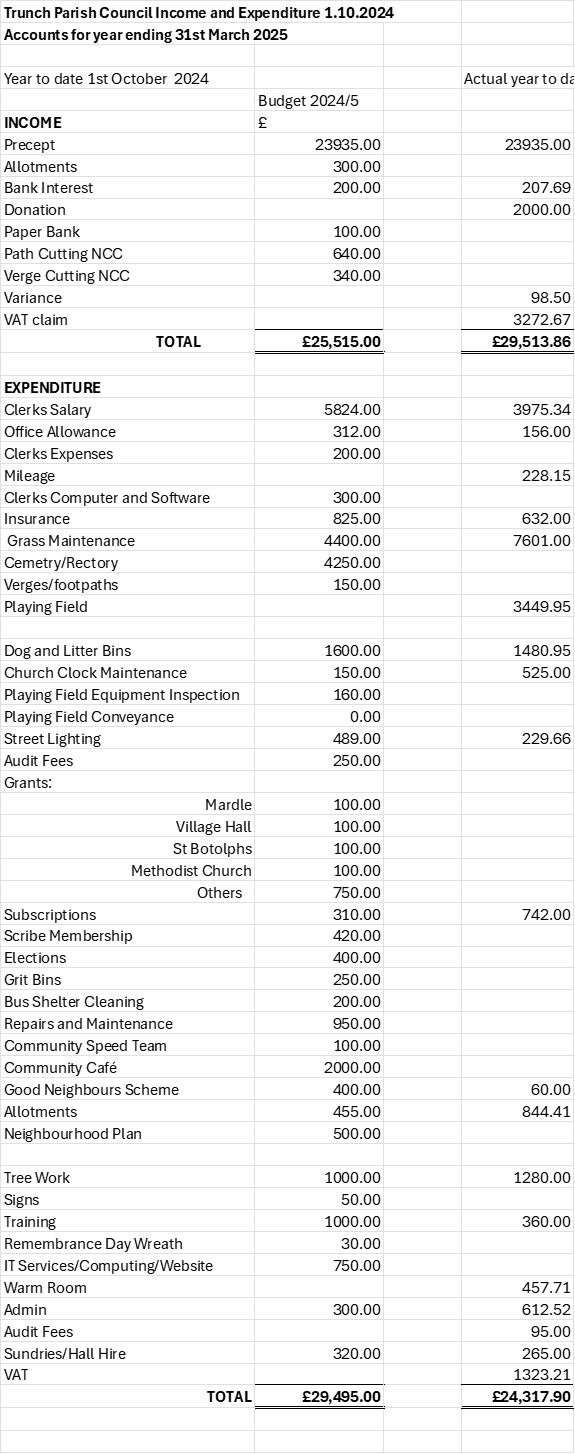 Trunch Parish Council Income and Expenditure 1.10.2024
Accounts for year ending 31st March 2025
Year to date 1st October 2024 Actual year to da
Budget 2024/5
INCOME £
Precept 23935.00 23935.00
Allotments 300.00
Bank Interest 200.00 207.69
Donation 2000.00
Paper Bank 100.00
Path Cutting NCC 640.00
Verge Cutting NCC 340.00
Variance 98.50
VAT claim 3272.67
TOTAL £25,515.00 £29,513.86
EXPENDITURE
Clerks Salary 5824.00 3975.34
Office Allowance 312.00 156.00
Clerks Expenses 200.00
Mileage 228.15
Clerks Computer and Software 300.00
Insurance 825.00 632.00
Grass Maintenance 4400.00 7601.00
Cemetry/Rectory 4250.00
Verges/footpaths 150.00
Playing Field 3449.95
Dog and Litter Bins 1600.00 1480.95
Church Clock Maintenance 150.00 525.00
Playing Field Equipment Inspection 160.00
Playing Field Conveyance 0.00
Street Lighting 489.00 229.66
Audit Fees 250.00
Grants:
Mardle 100.00
Village Hall 100.00
St Botolphs 100.00
Methodist Church 100.00
Others 750.00
Subscriptions 310.00 742.00
Scribe Membership 420.00
Elections 400.00
Grit Bins 250.00
Bus Shelter Cleaning 200.00
Repairs and Maintenance 950.00
Community Speed Team 100.00
Community Café 2000.00
Good Neighbours Scheme 400.00 60.00
Allotments 455.00 844.41
Neighbourhood Plan 500.00
Tree Work 1000.00 1280.00
Signs 50.00
Training 1000.00 360.00
Remembrance Day Wreath 30.00
IT Services/Computing/Website 750.00
Warm Room 457.71
Admin 300.00 612.52
Audit Fees 95.00
Sundries/Hall Hire 320.00 265.00
VAT 1323.21
TOTAL £29,495.00 £24,317.90